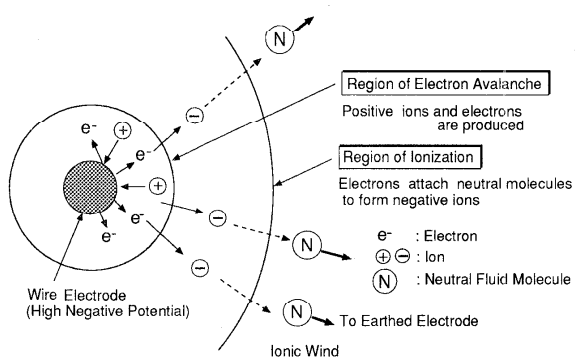 N
Region of Electron Avalanche
Positive ions and electrons
are produced
e-
+
e-
−
Region of Ionization
Electrons attach neutral molecules
to form negative ions
+
e-
−
e-
−
N
e- : Electron
+ − : Ion
N : Neutral Fluid Molecule
Wire Electrode
(High Negative Potential)
N
To Earthed Electrode
Ionic Wind